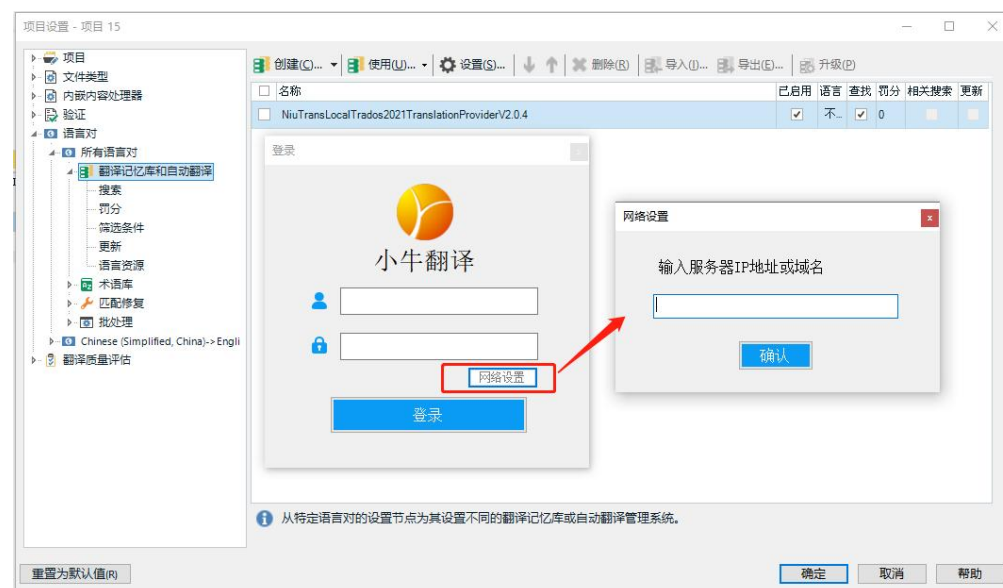 项目设置 - 项目 15
项目
文件类型
内嵌内容处理器
验证
语言对
所有语言对
翻译记忆库和自动翻译
搜索
罚分
筛选条件
更新
语言资源
术语库
匹配修复
批处理
Chinese (Simplified, China)->Engli
翻译质量评估
创建(C)... 使用(U)... 设置(S)... 删除(R) 导入(I)... 导出(E)... 升级(P)
名称 已启用 语言 查找 罚分 相关搜索 更新
NiuTransLocalTrados2021TranslationProviderV2.0.4 不... 0
登录
小牛翻译
网络设置
登录
网络设置
输入服务器IP地址或域名
确认
从特定语言对的设置节点为其设置不同的翻译记忆库或自动翻译管理系统。
重置为默认值(R) 确定 取消 帮助